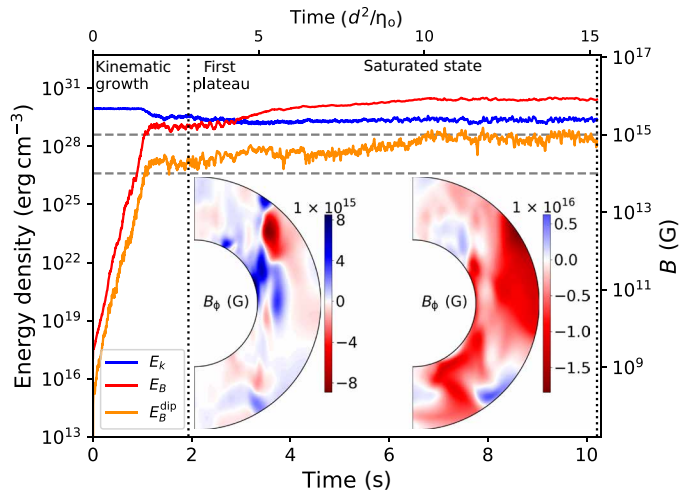 Time (d²/ηₒ)
0 5 10 15
Kinematic growth
First plateau
Saturated state
Energy density (erg cm⁻³)
10³¹
10²⁸
10²⁵
10²²
10¹⁹
10¹⁶
10¹³
10¹⁷
10¹⁵
10¹³
10¹¹
10⁹
B (G)
1 × 10¹⁵
8
4
0
−4
−8
B_ϕ (G)
1 × 10¹⁶
0.5
0.0
−0.5
−1.0
−1.5
B_ϕ (G)
E_k
E_B
E_B^dip
0 2 4 6 8 10
Time (s)